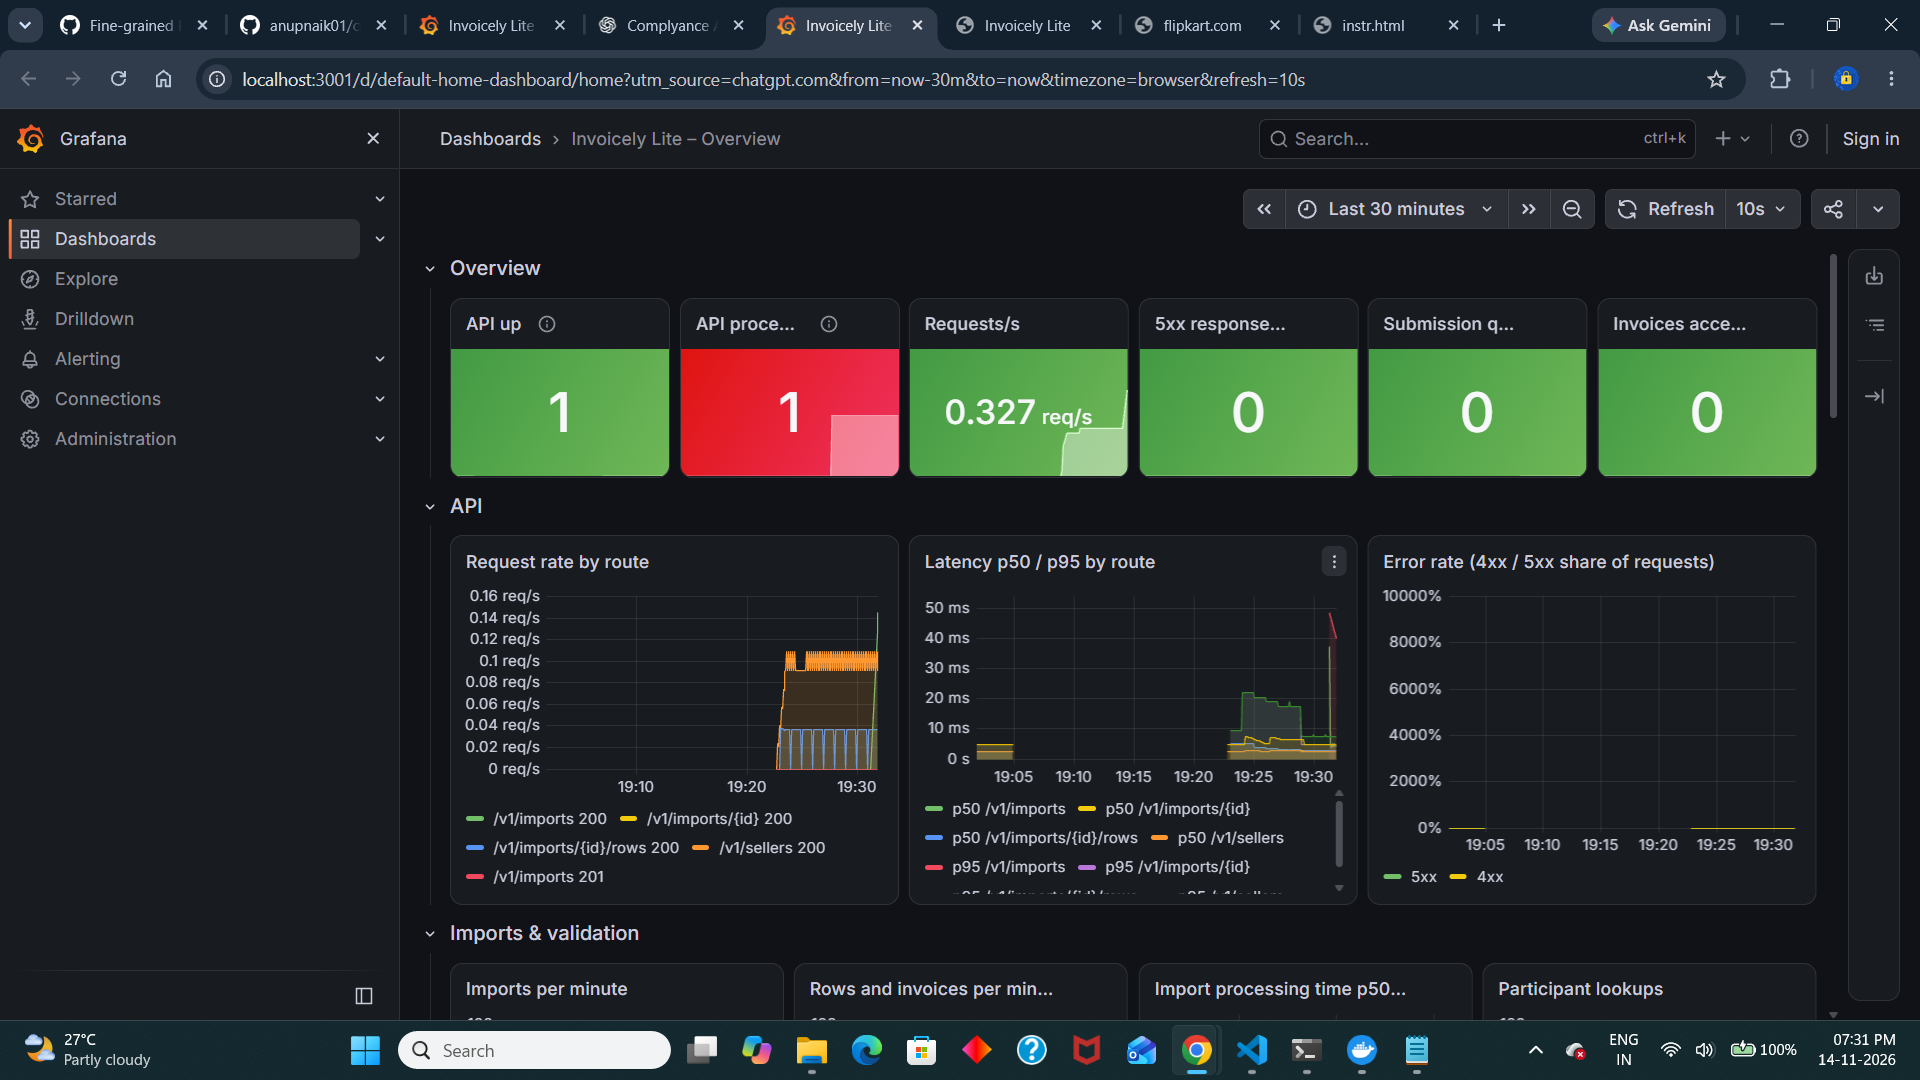 Fine-grained
anupnaik01/c
Invoicely Lite
Complyance
Invoicely Lite
Invoicely Lite
flipkart.com
instr.html
Ask Gemini
localhost:3001/d/default-home-dashboard/home?utm_source=chatgpt.com&from=now-30m&to=now&timezone=browser&refresh=10s
Grafana
Dashboards › Invoicely Lite – Overview
Search... ctrl+k
Sign in
Starred
Dashboards
Explore
Drilldown
Alerting
Connections
Administration
Last 30 minutes
Refresh 10s
Overview
API up
1
API proce...
1
Requests/s
0.327 req/s
5xx response...
0
Submission q...
0
Invoices acce...
0
API
Request rate by route
0.16 req/s
0.14 req/s
0.12 req/s
0.1 req/s
0.08 req/s
0.06 req/s
0.04 req/s
0.02 req/s
0 req/s
19:10 19:20 19:30
/v1/imports 200 /v1/imports/{id} 200
/v1/imports/{id}/rows 200 /v1/sellers 200
/v1/imports 201
Latency p50 / p95 by route
50 ms
40 ms
30 ms
20 ms
10 ms
0 s
19:05 19:10 19:15 19:20 19:25 19:30
p50 /v1/imports p50 /v1/imports/{id}
p50 /v1/imports/{id}/rows p50 /v1/sellers
p95 /v1/imports p95 /v1/imports/{id}
Error rate (4xx / 5xx share of requests)
10000%
8000%
6000%
4000%
2000%
0%
19:05 19:10 19:15 19:20 19:25 19:30
5xx 4xx
Imports & validation
Imports per minute
Rows and invoices per min...
Import processing time p50...
Participant lookups
27°C
Partly cloudy
Search
ENG
IN
100%
07:31 PM
14-11-2026